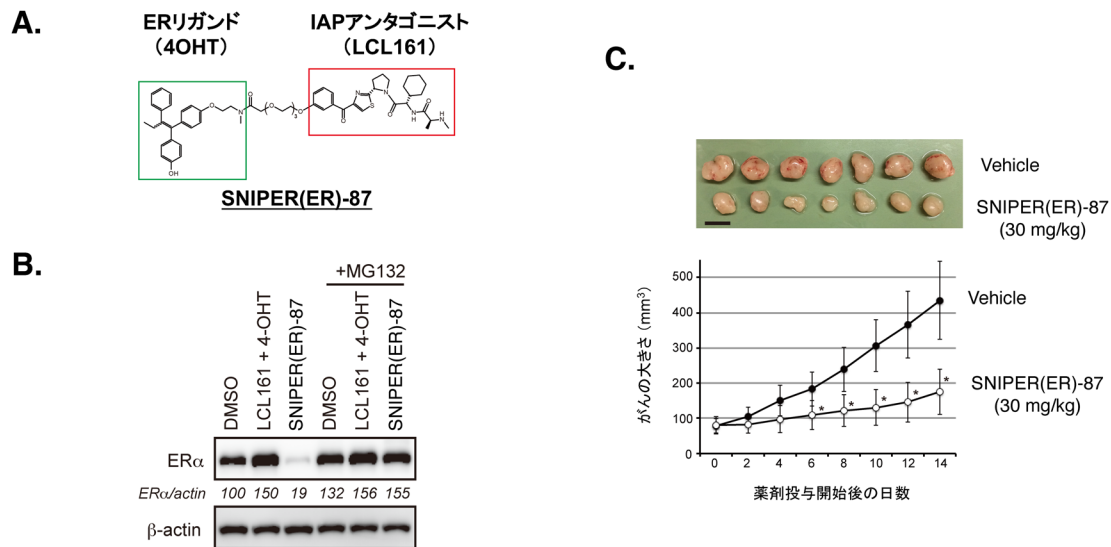 A.
ERリガンド
（4OHT）
IAPアンタゴニスト
（LCL161）
O
N
O
O
3
O
O
N
S
N
O
N
H
O
H
N
OH
SNIPER(ER)-87
B.
+MG132
DMSO
LCL161 + 4-OHT
SNIPER(ER)-87
DMSO
LCL161 + 4-OHT
SNIPER(ER)-87
ERα
ERα/actin 100 150 19 132 156 155
β-actin
C.
Vehicle
SNIPER(ER)-87
(30 mg/kg)
がんの大きさ（mm³）
500
400
300
200
100
0
Vehicle
SNIPER(ER)-87
(30 mg/kg)
* * * * *
0 2 4 6 8 10 12 14
薬剤投与開始後の日数